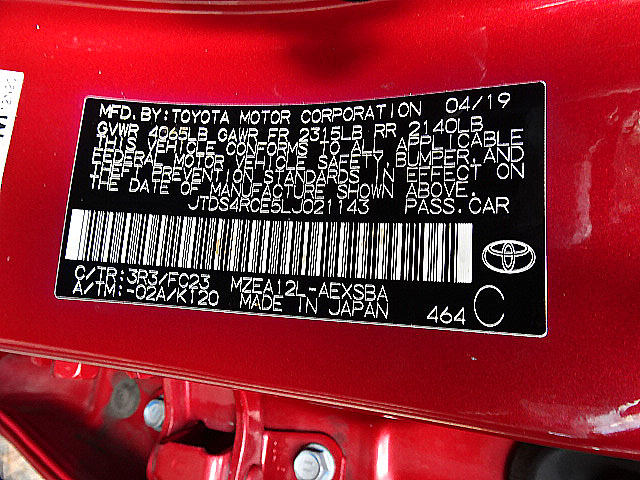 MFD. BY: TOYOTA MOTOR CORPORATION 04/19
GVWR 4065LB GAWR FR 2315LB RR 2140LB
THIS VEHICLE CONFORMS TO ALL APPLICABLE
FEDERAL MOTOR VEHICLE SAFETY, BUMPER, AND
THEFT PREVENTION STANDARDS IN EFFECT ON
THE DATE OF MANUFACTURE SHOWN ABOVE.
JTDS4RCE5LJ021143 PASS.CAR
C/TR: 3R3/FC23 MZEA12L-AEXSBA
A/TM: -02A/K120 MADE IN JAPAN 464 C